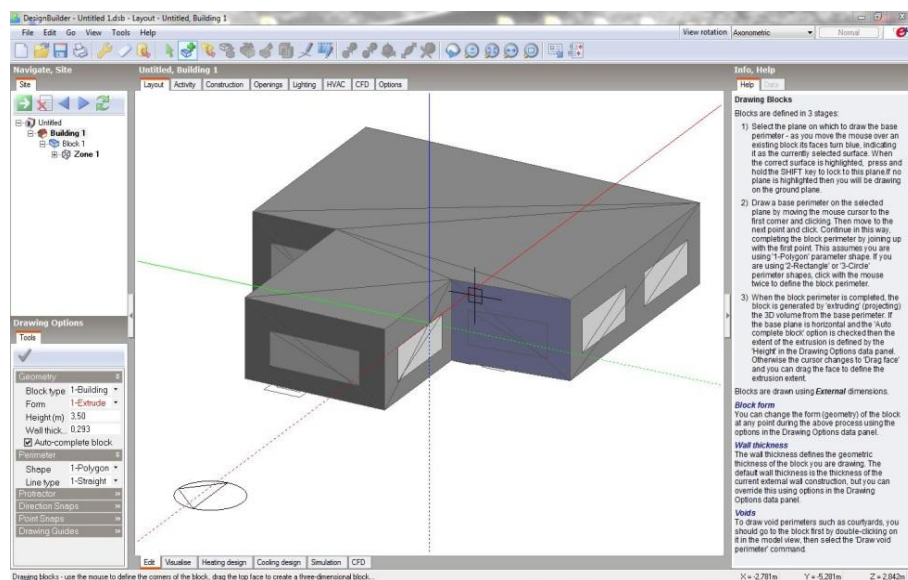 DesignBuilder - Untitled 1.dsb - Layout - Untitled, Building 1
File Edit Go View Tools Help
View rotation Axonometric Normal
Navigate, Site
Site
Untitled
Building 1
Block 1
Zone 1
Drawing Options
Tools
Geometry
Block type 1-Building
Form 1-Extrude
Height (m) 3,50
Wall thick... 0,293
Auto-complete block
Perimeter
Shape 1-Polygon
Line type 1-Straight
Protractor
Direction Snaps
Point Snaps
Drawing Guides
Untitled, Building 1
Layout Activity Construction Openings Lighting HVAC CFD Options
Edit Visualise Heating design Cooling design Simulation CFD
Info, Help
Help Data
Drawing Blocks
Blocks are defined in 3 stages:
1) Select the plane on which to draw the base
perimeter - as you move the mouse over an
existing block its faces turn blue, indicating
it as the currently selected surface. When
the correct surface is highlighted, press and
hold the SHIFT key to lock to this plane.If no
plane is highlighted then you will be drawing
on the ground plane.
2) Draw a base perimeter on the selected
plane by moving the mouse cursor to the
first corner and clicking. Then move to the
next point and click. Continue in this way,
completing the block perimeter by joining up
with the first point. This assumes you are
using '1-Polygon' parameter shape. If you
are using '2-Rectangle' or '3-Circle'
perimeter shapes, click with the mouse
twice to define the block perimeter.
3) When the block perimeter is completed, the
block is generated by 'extruding' (projecting)
the 3D volume from the base perimeter. If
the base plane is horizontal and the 'Auto
complete block' option is checked then the
extent of the extrusion is defined by the
'Height' in the Drawing Options data panel.
Otherwise the cursor changes to 'Drag face'
and you can drag the face to define the
extrusion extent.
Blocks are drawn using External dimensions.
Block form
You can change the form (geometry) of the block
at any point during the above process using the
options in the Drawing Options data panel.
Wall thickness
The wall thickness defines the geometric
thickness of the block you are drawing. The
default wall thickness is the thickness of the
current external wall construction, but you can
override this using options in the Drawing
Options data panel.
Voids
To draw void perimeters such as courtyards, you
should go to the block first by double-clicking on
it in the model view, then select the 'Draw void
perimeter' command.
Drawing blocks - use the mouse to define the corners of the block, drag the top face to create a three-dimensional block...
X = -2.781m Y = -5.281m Z = 2.842m